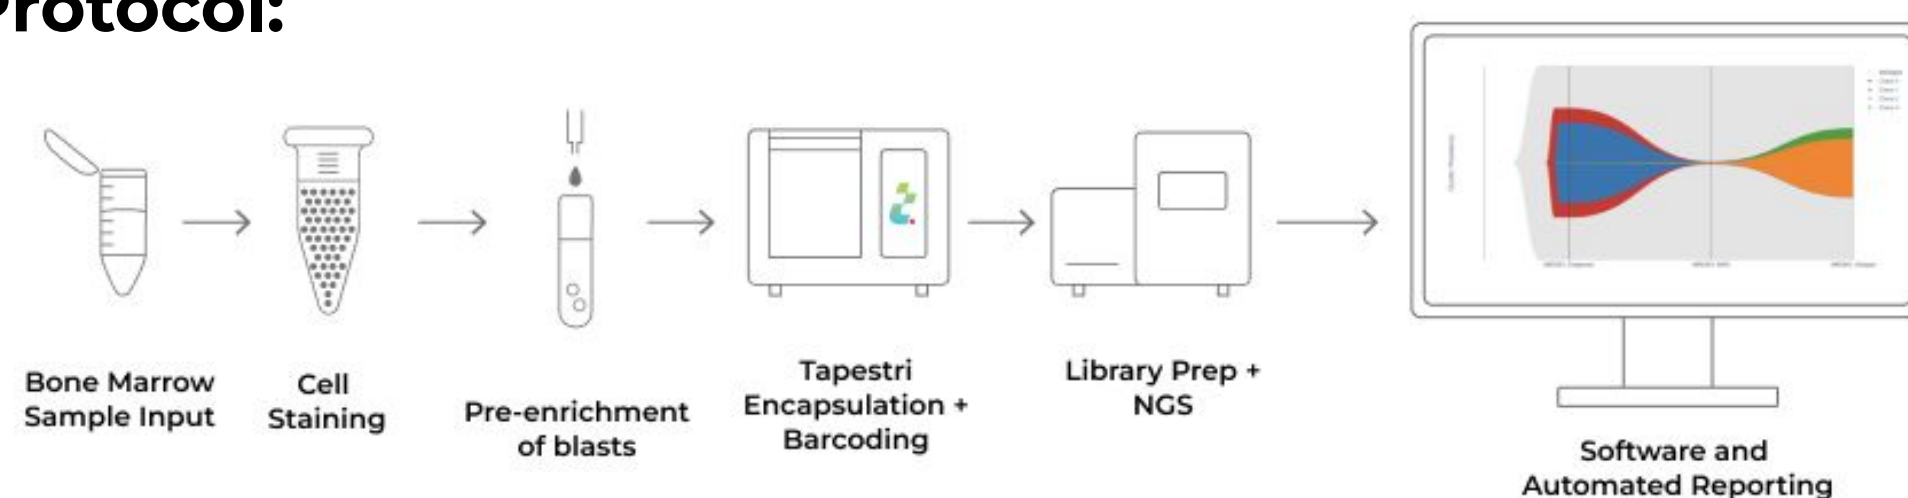 Protocol:
Bone Marrow
Sample Input
Cell
Staining
Pre-enrichment
of blasts
Tapestri
Encapsulation +
Barcoding
Library Prep +
NGS
Software and
Automated Reporting